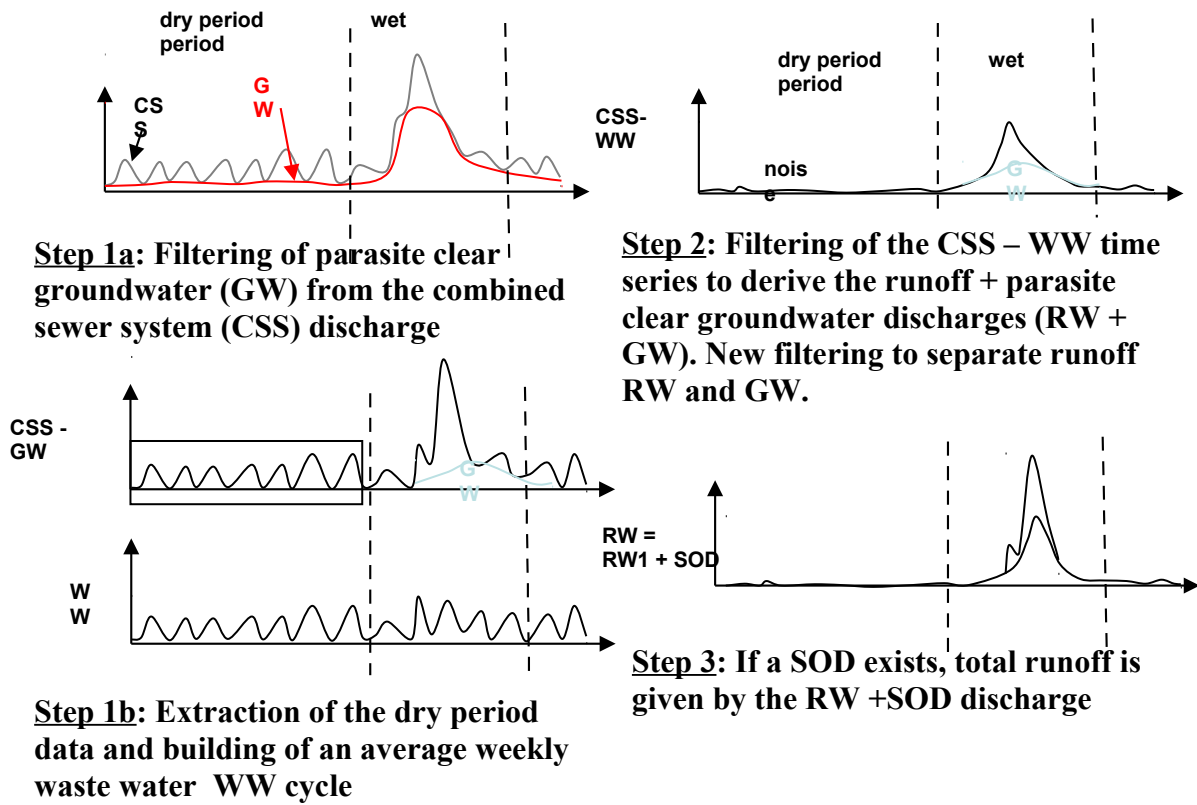 dry period
period
wet
CS
S
G
W
Step 1a: Filtering of parasite clear
groundwater (GW) from the combined
sewer system (CSS) discharge
CSS -
GW
G
W
W
W
Step 1b: Extraction of the dry period
data and building of an average weekly
waste water WW cycle
dry period
period
wet
CSS-
WW
nois
e
G
W
Step 2: Filtering of the CSS – WW time
series to derive the runoff + parasite
clear groundwater discharges (RW +
GW). New filtering to separate runoff
RW and GW.
RW =
RW1 + SOD
Step 3: If a SOD exists, total runoff is
given by the RW +SOD discharge